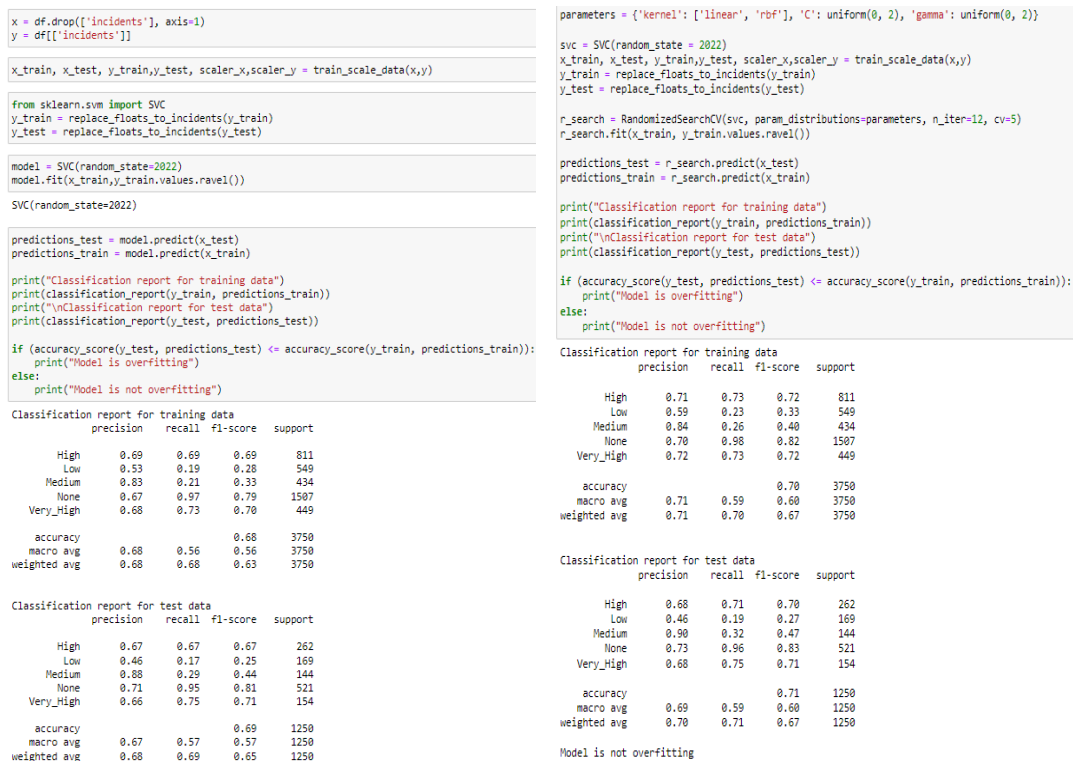 x = df.drop(['incidents'], axis=1)
y = df[['incidents']]
x_train, x_test, y_train,y_test, scaler_x,scaler_y = train_scale_data(x,y)
from sklearn.svm import SVC
y_train = replace_floats_to_incidents(y_train)
y_test = replace_floats_to_incidents(y_test)
model = SVC(random_state=2022)
model.fit(x_train,y_train.values.ravel())
SVC(random_state=2022)
predictions_test = model.predict(x_test)
predictions_train = model.predict(x_train)
print("Classification report for training data")
print(classification_report(y_train, predictions_train))
print("\nClassification report for test data")
print(classification_report(y_test, predictions_test))
if (accuracy_score(y_test, predictions_test) <= accuracy_score(y_train, predictions_train)):
    print("Model is overfitting")
else:
    print("Model is not overfitting")
Classification report for training data
precision recall f1-score support
High 0.69 0.69 0.69 811
Low 0.53 0.19 0.28 549
Medium 0.83 0.21 0.33 434
None 0.67 0.97 0.79 1507
Very_High 0.68 0.73 0.70 449
accuracy 0.68 3750
macro avg 0.68 0.56 0.56 3750
weighted avg 0.68 0.68 0.63 3750
Classification report for test data
precision recall f1-score support
High 0.67 0.67 0.67 262
Low 0.46 0.17 0.25 169
Medium 0.88 0.29 0.44 144
None 0.71 0.95 0.81 521
Very_High 0.66 0.75 0.71 154
accuracy 0.69 1250
macro avg 0.67 0.57 0.57 1250
weighted avg 0.68 0.69 0.65 1250
parameters = {'kernel': ['linear', 'rbf'], 'C': uniform(0, 2), 'gamma': uniform(0, 2)}
svc = SVC(random_state = 2022)
x_train, x_test, y_train,y_test, scaler_x,scaler_y = train_scale_data(x,y)
y_train = replace_floats_to_incidents(y_train)
y_test = replace_floats_to_incidents(y_test)
r_search = RandomizedSearchCV(svc, param_distributions=parameters, n_iter=12, cv=5)
r_search.fit(x_train, y_train.values.ravel())
predictions_test = r_search.predict(x_test)
predictions_train = r_search.predict(x_train)
print("Classification report for training data")
print(classification_report(y_train, predictions_train))
print("\nClassification report for test data")
print(classification_report(y_test, predictions_test))
if (accuracy_score(y_test, predictions_test) <= accuracy_score(y_train, predictions_train)):
    print("Model is overfitting")
else:
    print("Model is not overfitting")
Classification report for training data
precision recall f1-score support
High 0.71 0.73 0.72 811
Low 0.59 0.23 0.33 549
Medium 0.84 0.26 0.40 434
None 0.70 0.98 0.82 1507
Very_High 0.72 0.73 0.72 449
accuracy 0.70 3750
macro avg 0.71 0.59 0.60 3750
weighted avg 0.71 0.70 0.67 3750
Classification report for test data
precision recall f1-score support
High 0.68 0.71 0.70 262
Low 0.46 0.19 0.27 169
Medium 0.90 0.32 0.47 144
None 0.73 0.96 0.83 521
Very_High 0.68 0.75 0.71 154
accuracy 0.71 1250
macro avg 0.69 0.59 0.60 1250
weighted avg 0.70 0.71 0.67 1250
Model is not overfitting